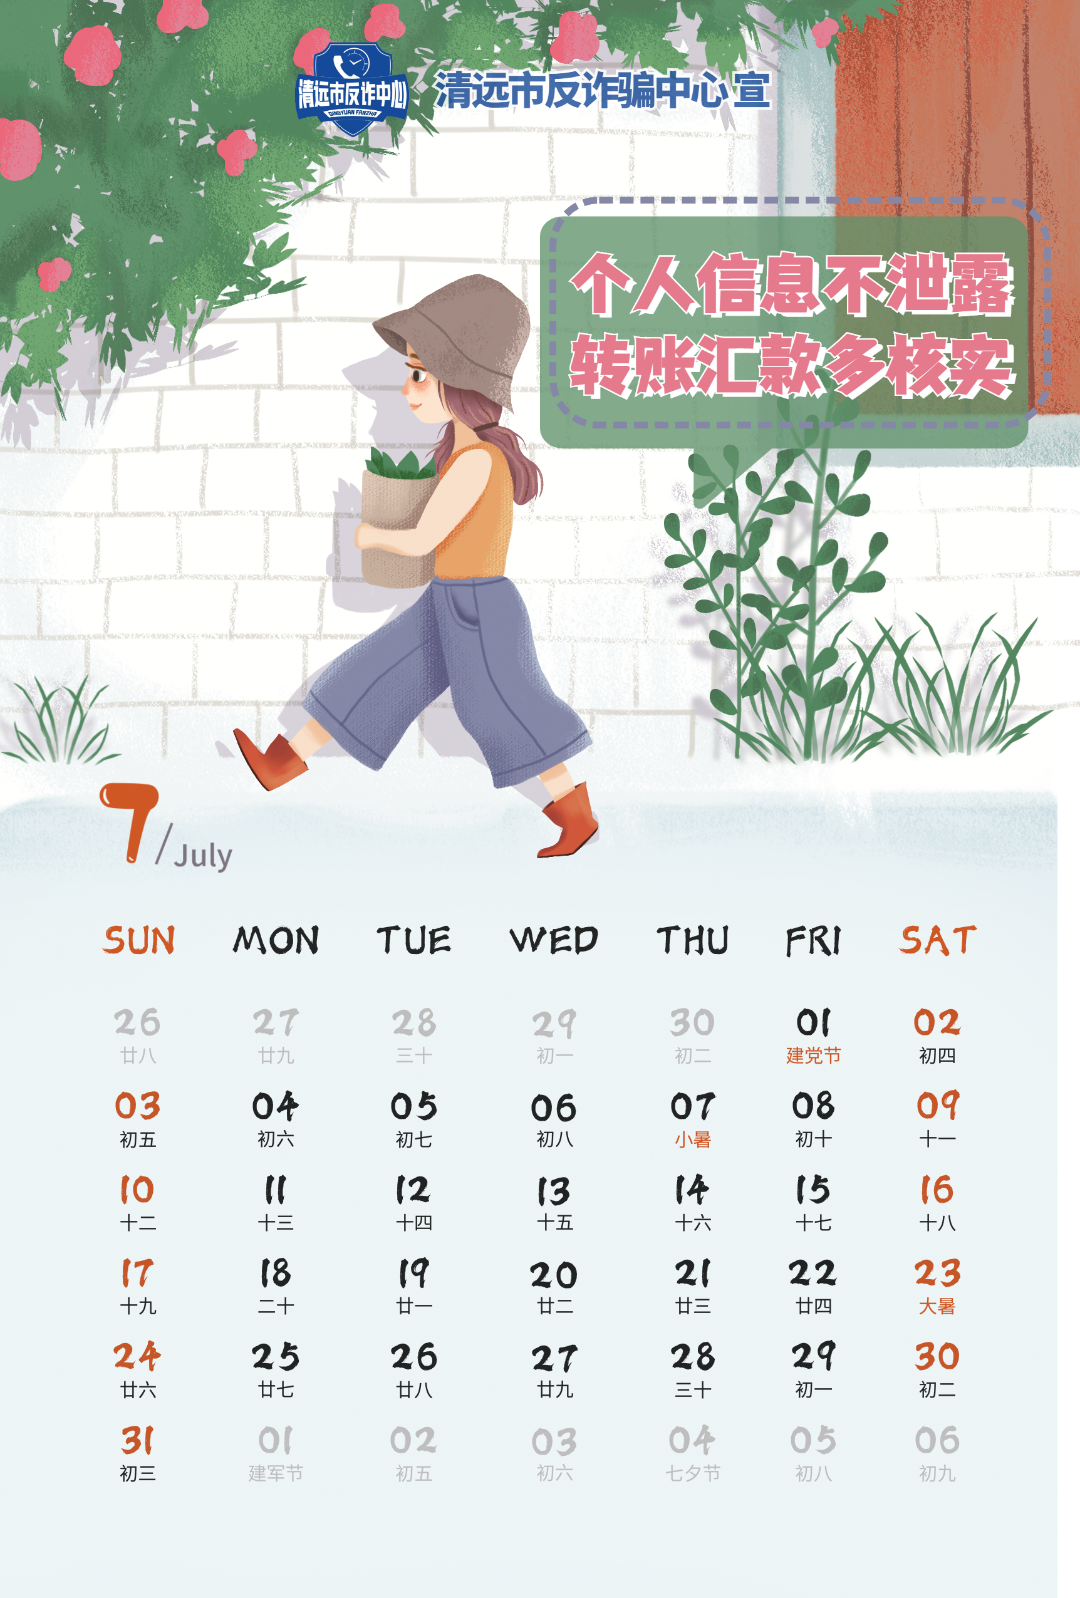 清远市反诈中心
QINGYUAN FANZHA
清远市反诈骗中心 宣
个人信息不泄露
转账汇款多核实
7/July
SUN MON TUE WED THU FRI SAT
26 27 28 29 30 01 02
廿八 廿九 三十 初一 初二 建党节 初四
03 04 05 06 07 08 09
初五 初六 初七 初八 小暑 初十 十一
10 11 12 13 14 15 16
十二 十三 十四 十五 十六 十七 十八
17 18 19 20 21 22 23
十九 二十 廿一 廿二 廿三 廿四 大暑
24 25 26 27 28 29 30
廿六 廿七 廿八 廿九 三十 初一 初二
31 01 02 03 04 05 06
初三 建军节 初五 初六 七夕节 初八 初九